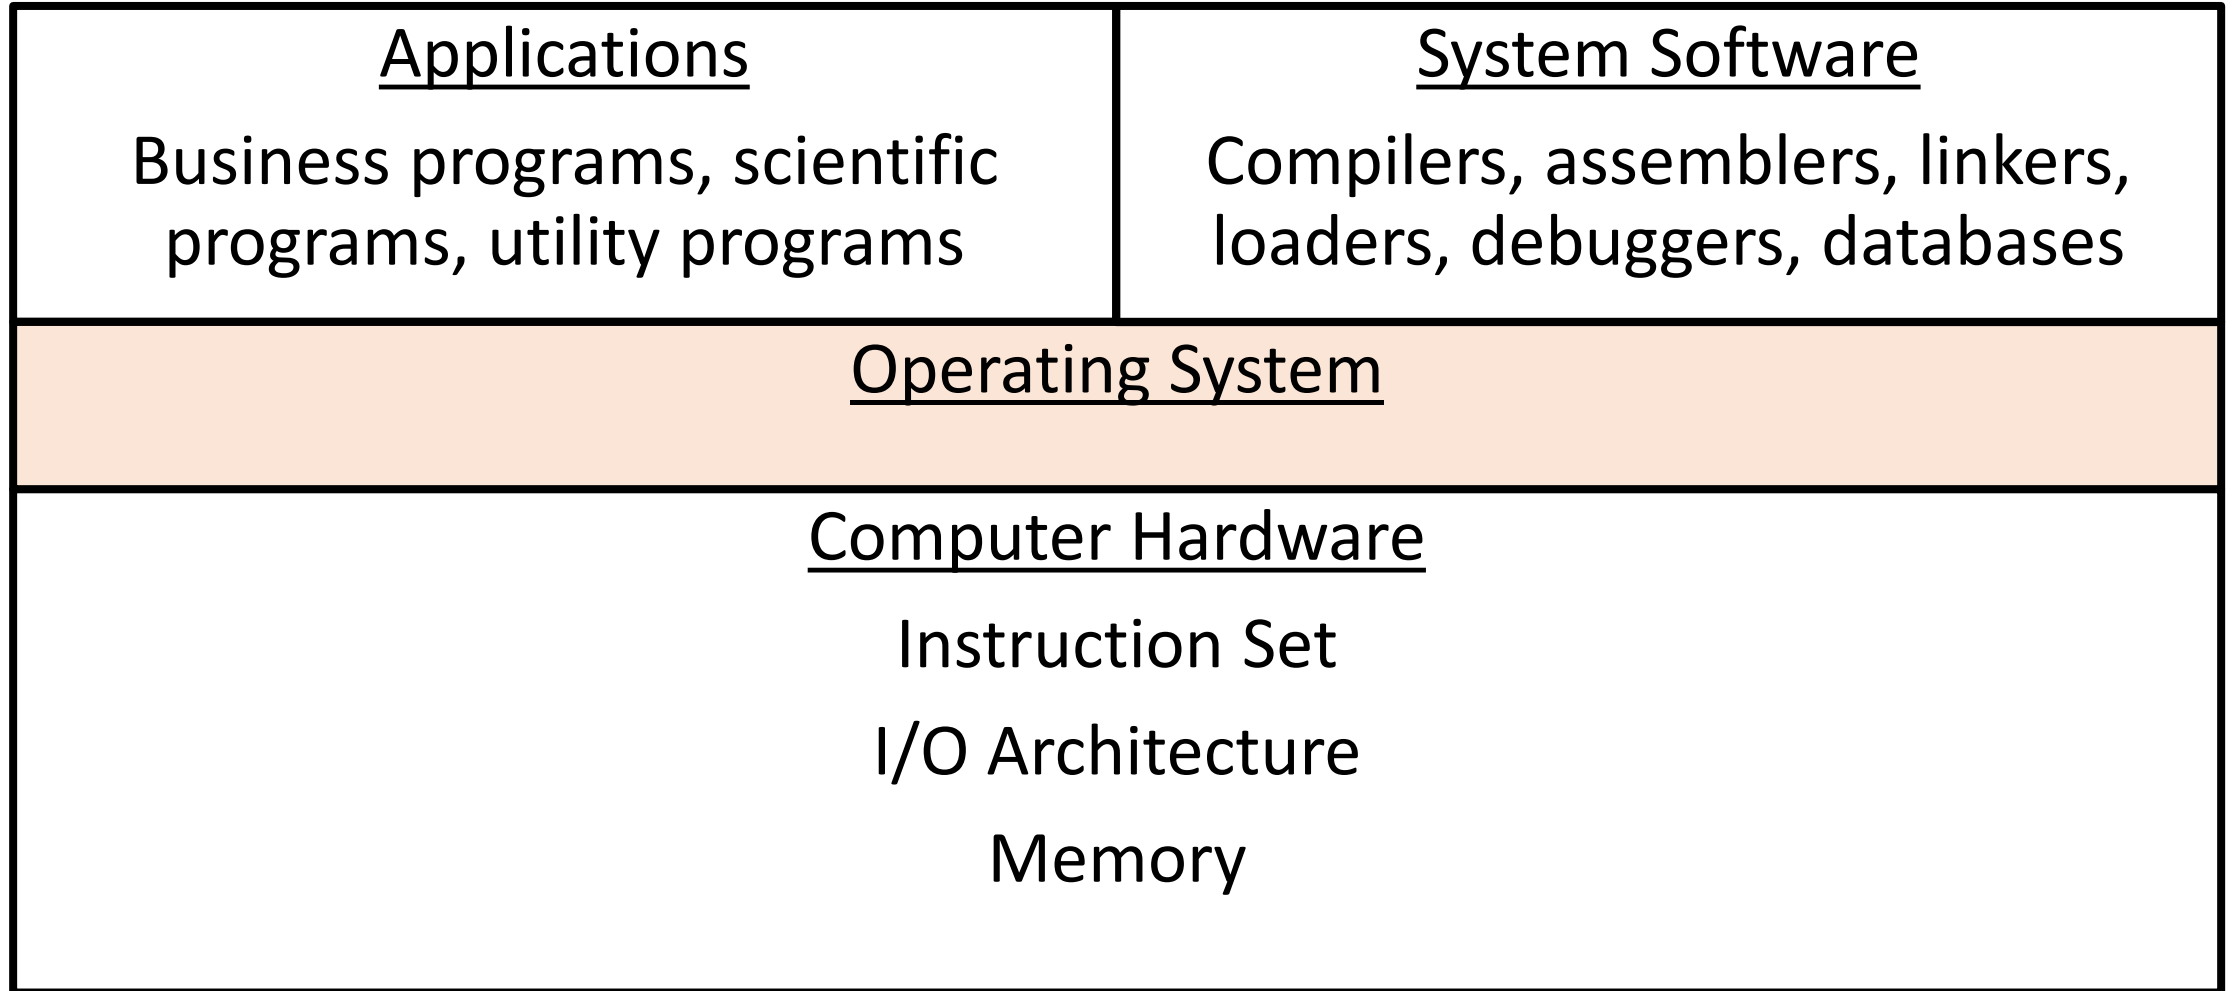 Applications
Business programs, scientific
programs, utility programs
System Software
Compilers, assemblers, linkers,
loaders, debuggers, databases
Operating System
Computer Hardware
Instruction Set
I/O Architecture
Memory